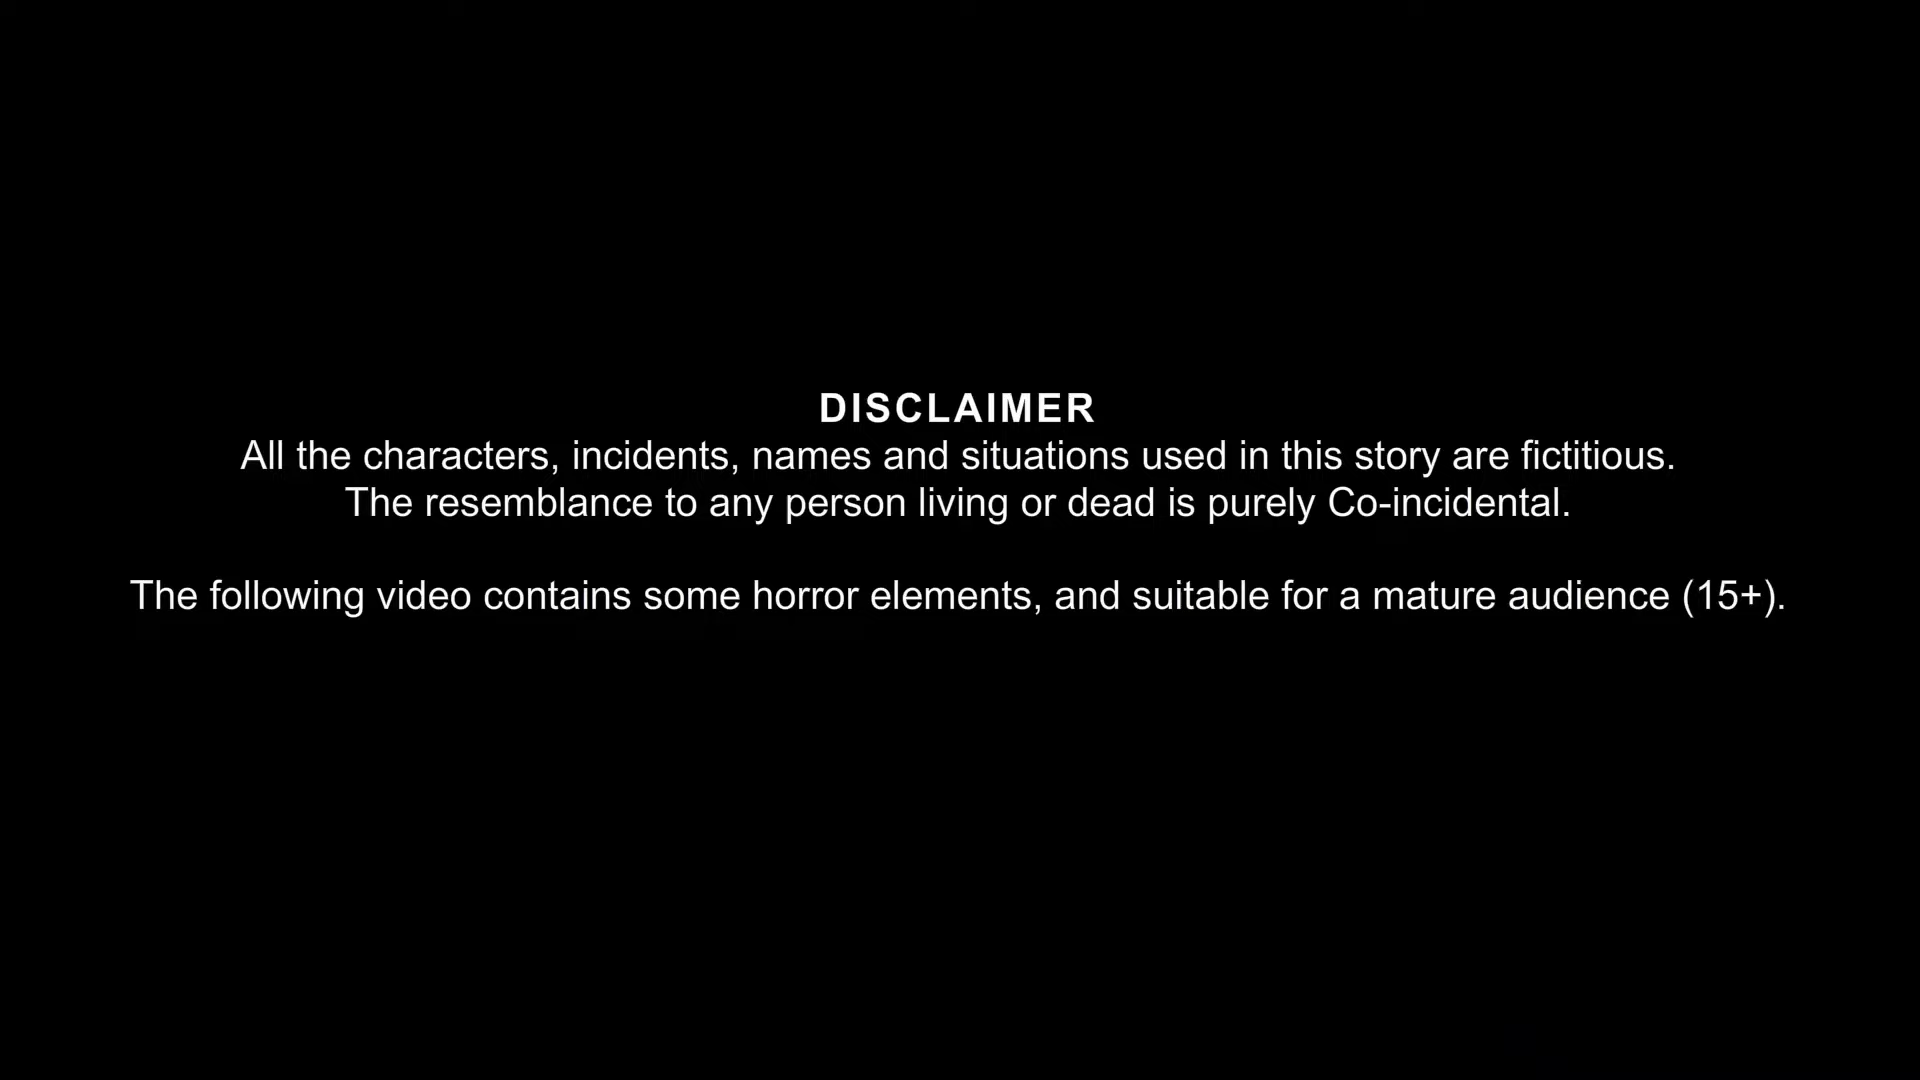 DISCLAIMER
All the characters, incidents, names and situations used in this story are fictitious.
The resemblance to any person living or dead is purely Co-incidental.
The following video contains some horror elements, and suitable for a mature audience (15+).